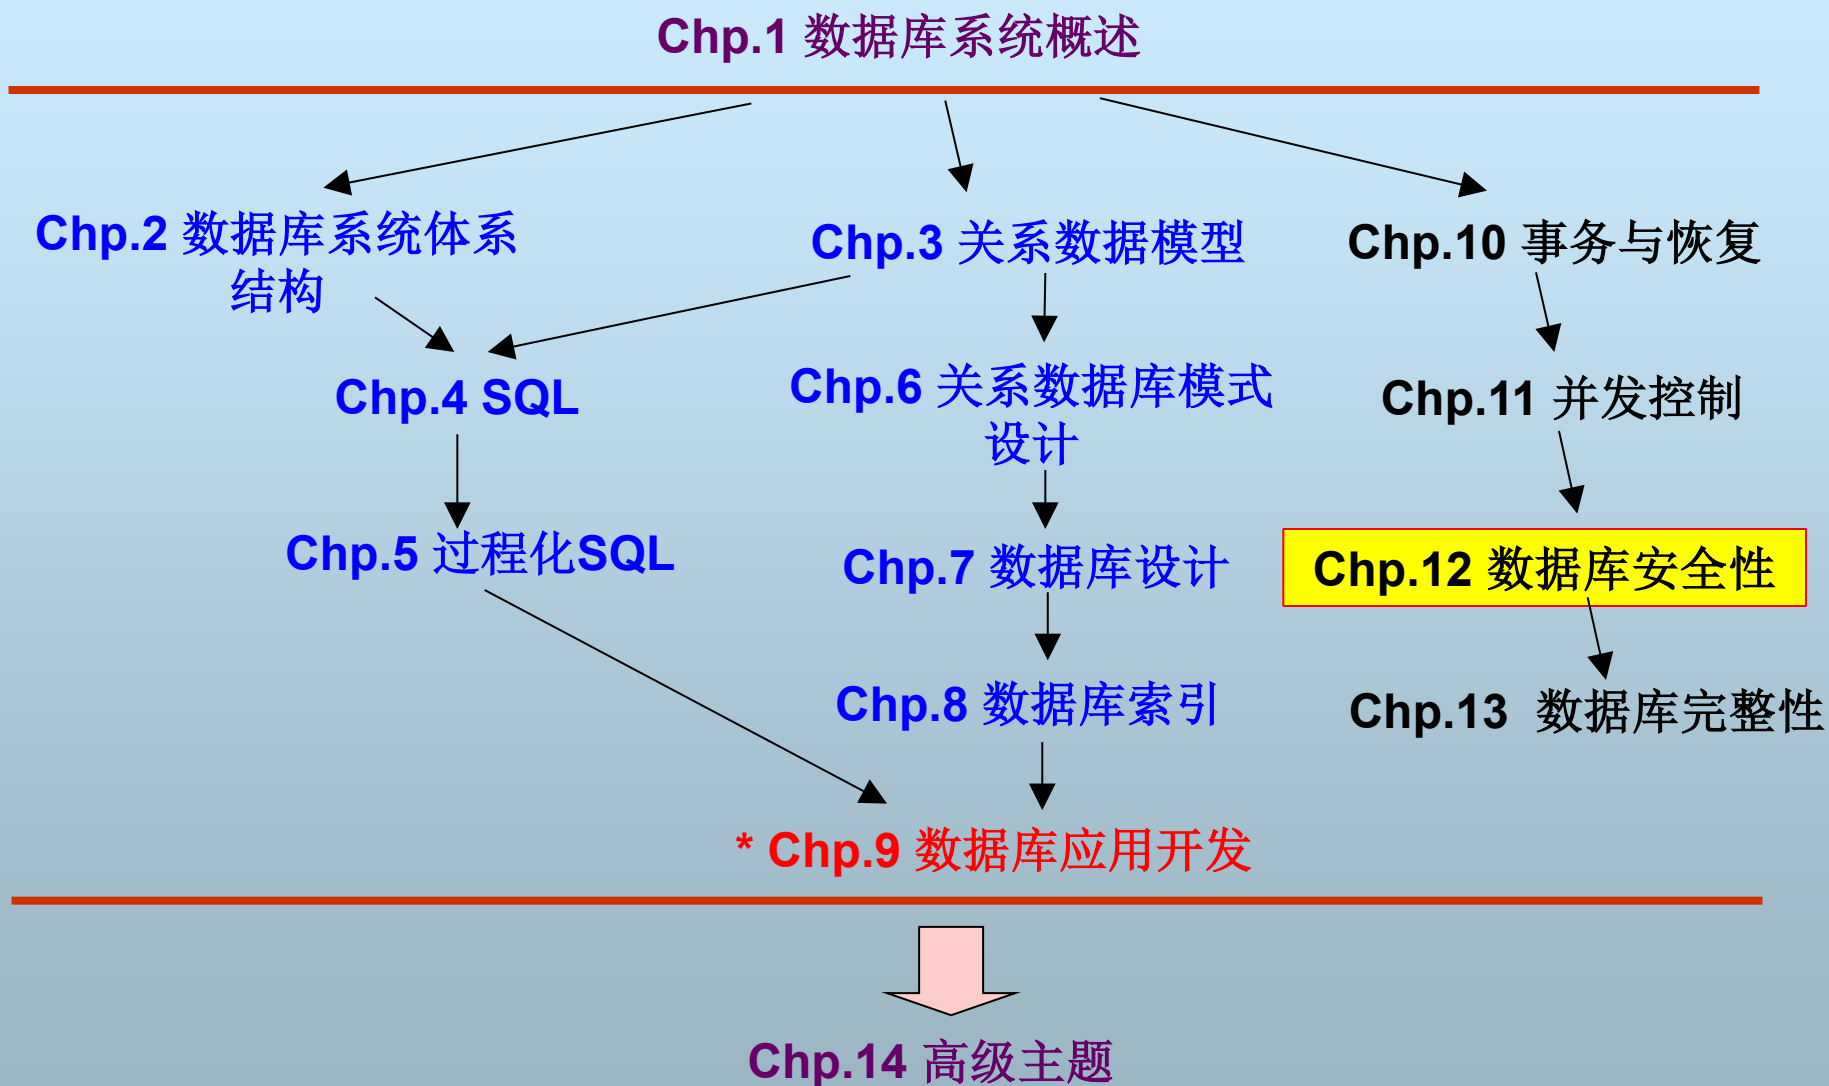 Chp.1 数据库系统概述
Chp.2 数据库系统体系
结构
Chp.3 关系数据模型
Chp.10 事务与恢复
Chp.4 SQL
Chp.6 关系数据库模式
设计
Chp.11 并发控制
Chp.5 过程化SQL
Chp.7 数据库设计
Chp.12 数据库安全性
Chp.8 数据库索引
Chp.13 数据库完整性
* Chp.9 数据库应用开发
Chp.14 高级主题